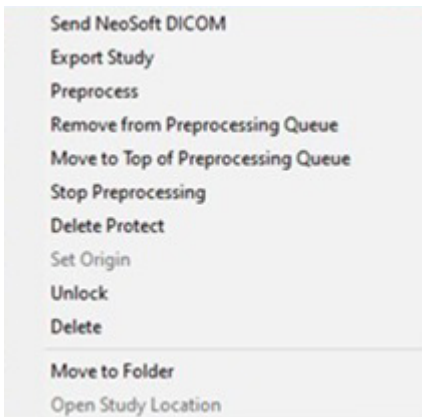 Send NeoSoft DICOM
Export Study
Preprocess
Remove from Preprocessing Queue
Move to Top of Preprocessing Queue
Stop Preprocessing
Delete Protect
Set Origin
Unlock
Delete
Move to Folder
Open Study Location